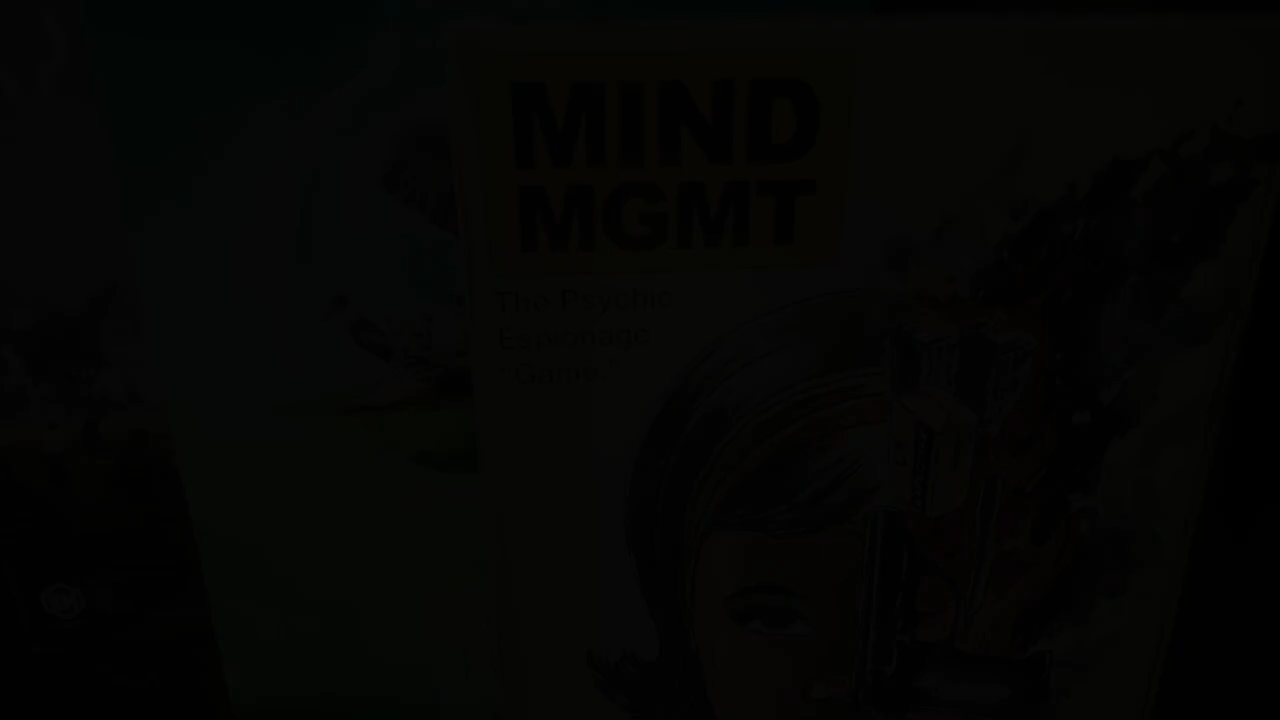 MIND
MGMT
The Psychic
Espionage
“Game.”